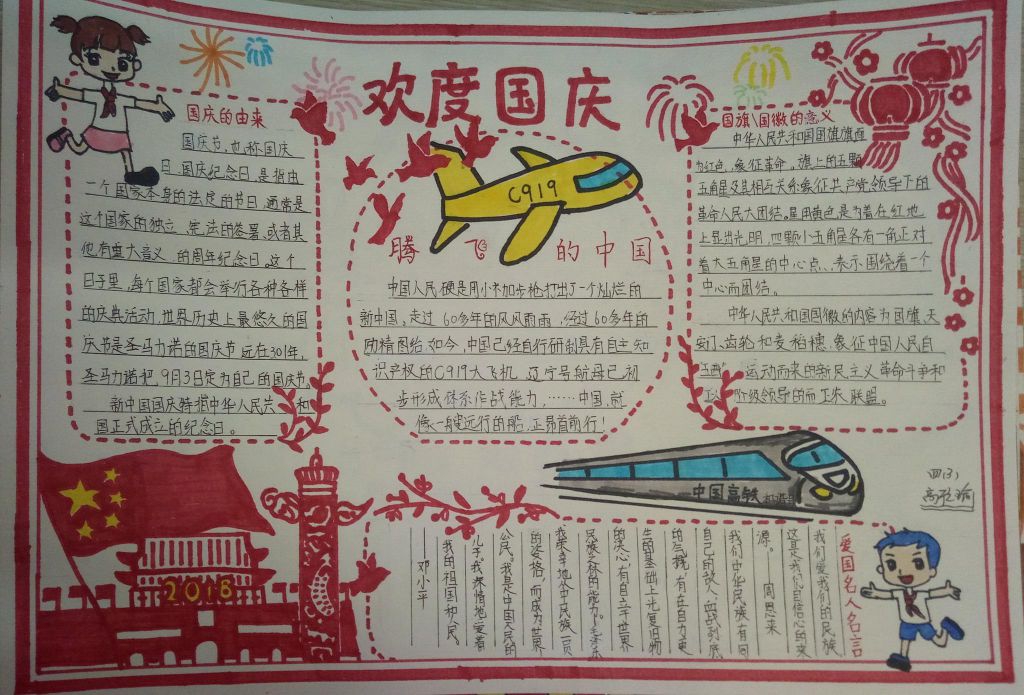 欢度国庆
国庆的由来
国庆节,也称国庆
日、国庆纪念日,是指由
一个国家本身的法定的节日,通常是
这个国家的独立、宪法的签署、或者其
他有重大意义 的周年纪念日。这个
日子里,每个国家都会举行各种各样
的庆典活动,世界历史上最悠久的国
庆节是圣马力诺的国庆节,远在301年,
圣马力诺把9月3日定为自己的国庆节。
新中国国庆特指中华人民共 和
国正式成立的纪念日。
C919
腾飞的中国
中国人民硬是用小米加步枪打出了一个灿烂的
新中国。走过60多年的风风雨雨,经过60多年的
励精图治,如今,中国已经自行研制具有自主知
识产权的C919大飞机,辽宁号航母已初
步形成体系作战能力,……中国,就
像一艘远行的船,正昂首前行!
国旗\国徽的意义
中华人民共和国国旗旗面
为红色,象征革命。旗上的五颗
五角星及其相互关系象征共产党领导下的
革命人民大团结。星用黄色是为着在红地
上显出光明,四颗小五角星各有一角正对
着大五角星的中心点,表示围绕着一个
中心而团结。
中华人民共和国国徽的内容为国旗、天
安门、齿轮和麦稻穗,象征中国人民自
运动而来的新民主义革命斗争和
工 阶级领导的 联盟。
四(3)
中国高铁
2018
爱国名人名言
我们爱我们的民族,
这是我们自信心的来
源。 周恩来
我们中华民族有同
自己的敌人血战到底
的气概,有在自力更
生的基础上光复旧物
的决心,有自立于世界
民族之林的能力。毛泽东
我荣幸地从中民族一员
的资格,而成为世界
公民。我是中国人民的
儿子。我深情地爱着
我的祖国和人民。
邓小平